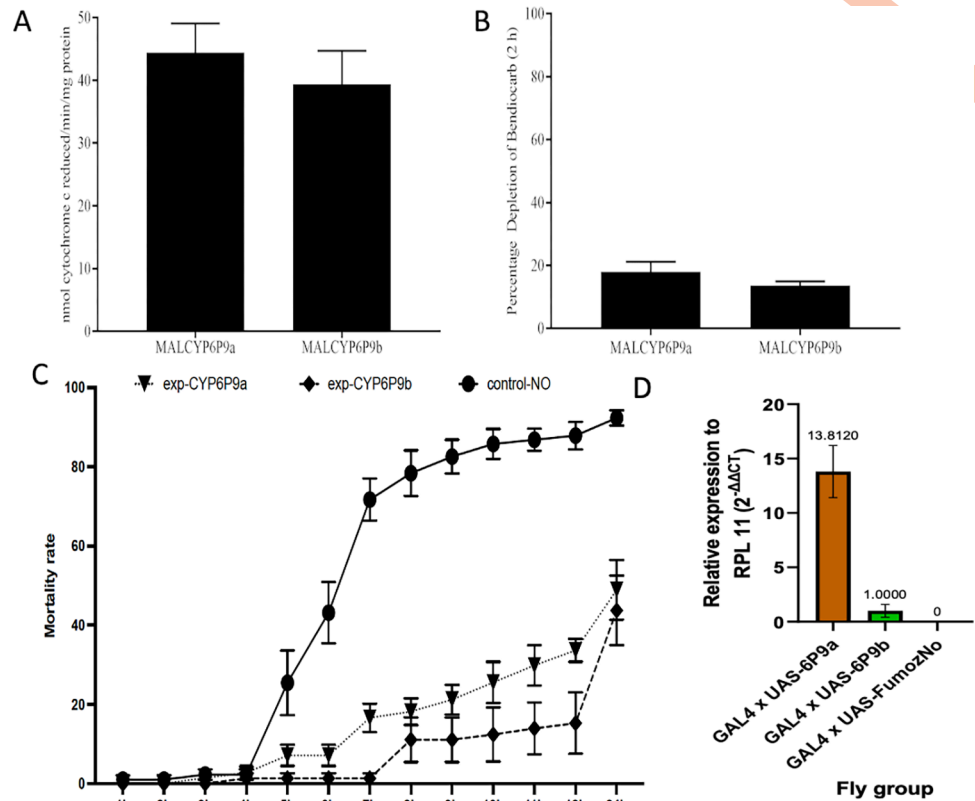 A
nmol cytochrome c reduced/min/mg protein
50
40
30
20
10
0
MALCYP6P9a
MALCYP6P9b
B
Percentage Depletion of Bendiocarb (2 h)
100
80
60
40
20
0
MALCYP6P9a
MALCYP6P9b
C
exp-CYP6P9a
exp-CYP6P9b
control-NO
Mortality rate
100
80
60
40
20
0
D
Relative expression to
RPL 11 (2^-ΔΔCT)
20
15
10
5
0
13.8120
1.0000
0
GAL4 x UAS-6P9a
GAL4 x UAS-6P9b
GAL4 x UAS-FumozNo
Fly group